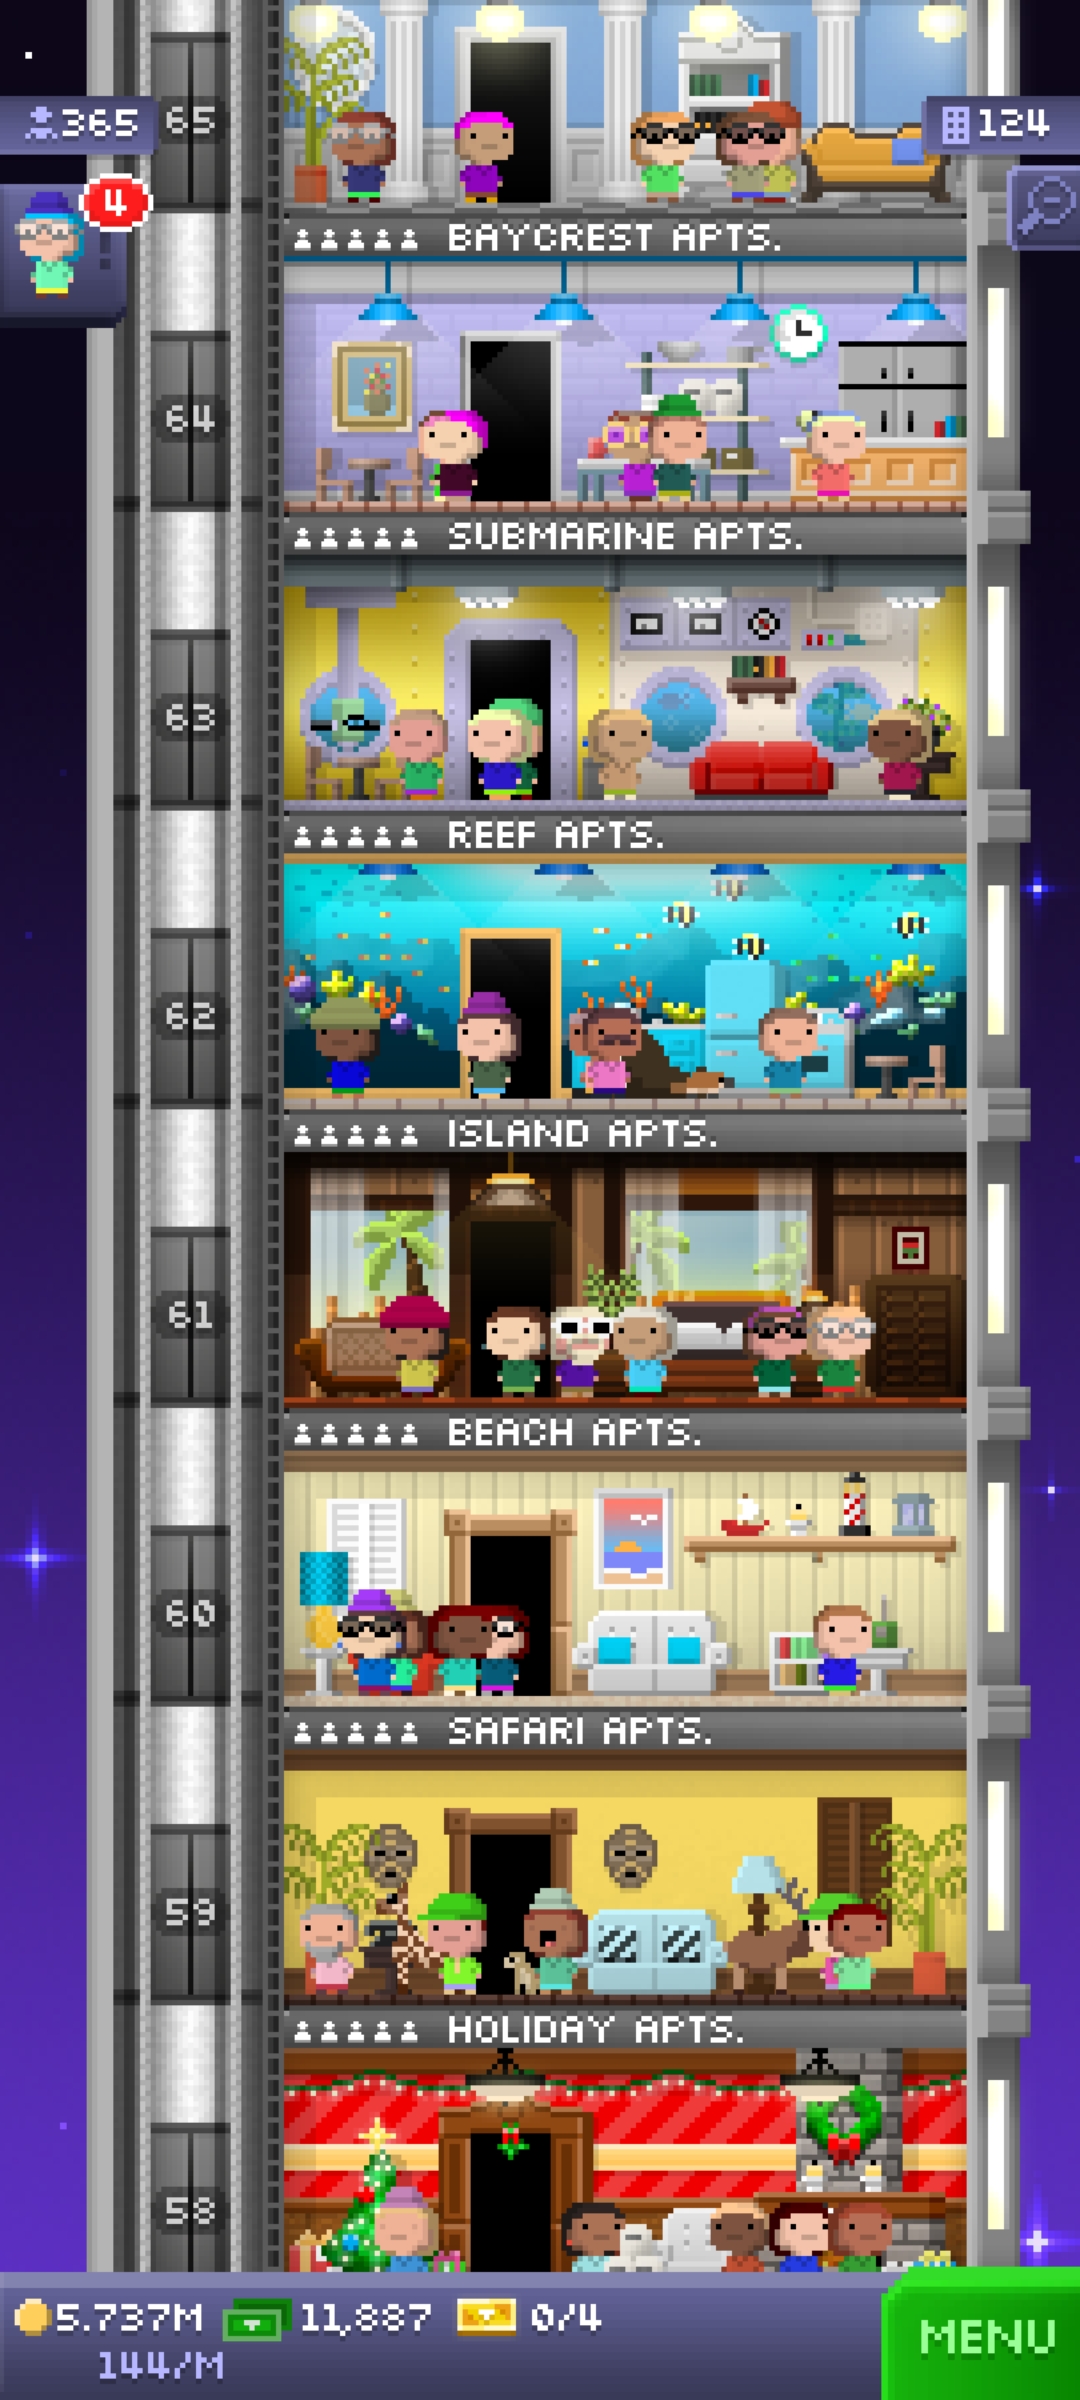 65
365
124
4
BAYCREST APTS.
64
SUBMARINE APTS.
63
REEF APTS.
62
ISLAND APTS.
61
BEACH APTS.
60
SAFARI APTS.
59
HOLIDAY APTS.
58
5.737M 11,887 0/4
144/M
MENU